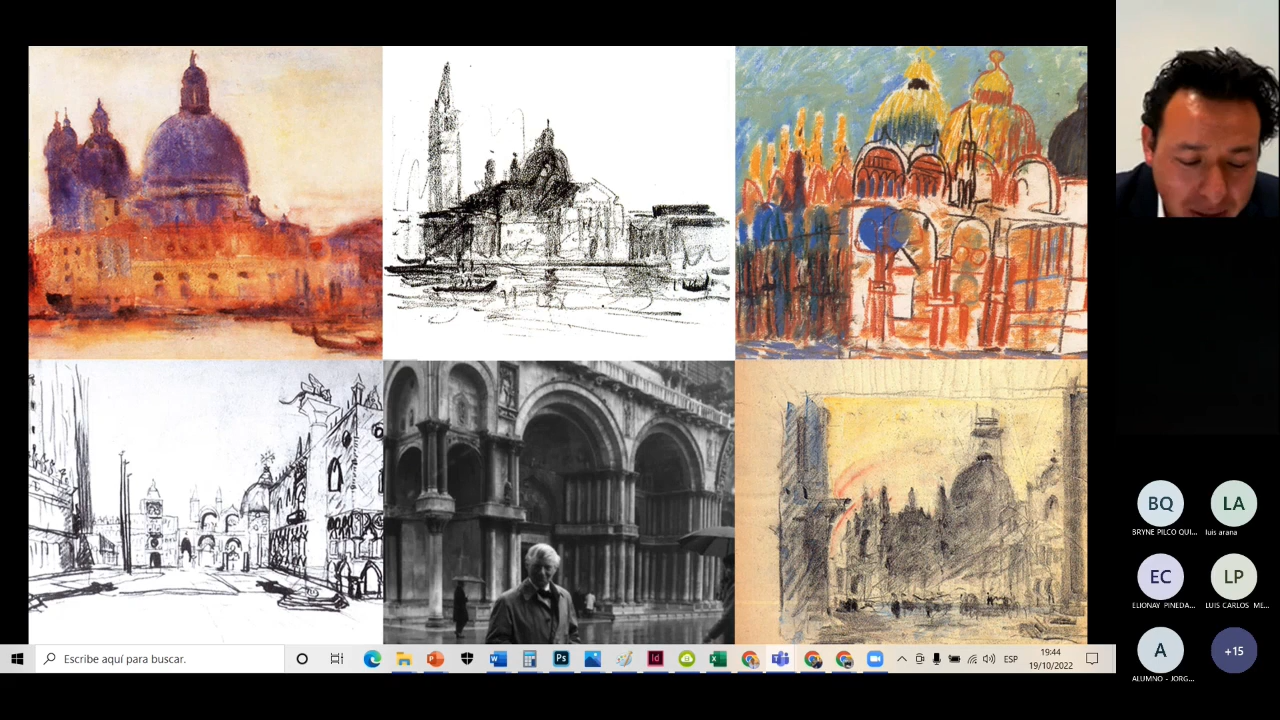 BQ
LA
BRYNE PILCO QUI...
luis arana
EC
LP
ELIONAY PINEDA...
LUIS CARLOS ME...
A
+15
ALUMNO - JORG...
Escribe aquí para buscar.
ESP
19:44
19/10/2022